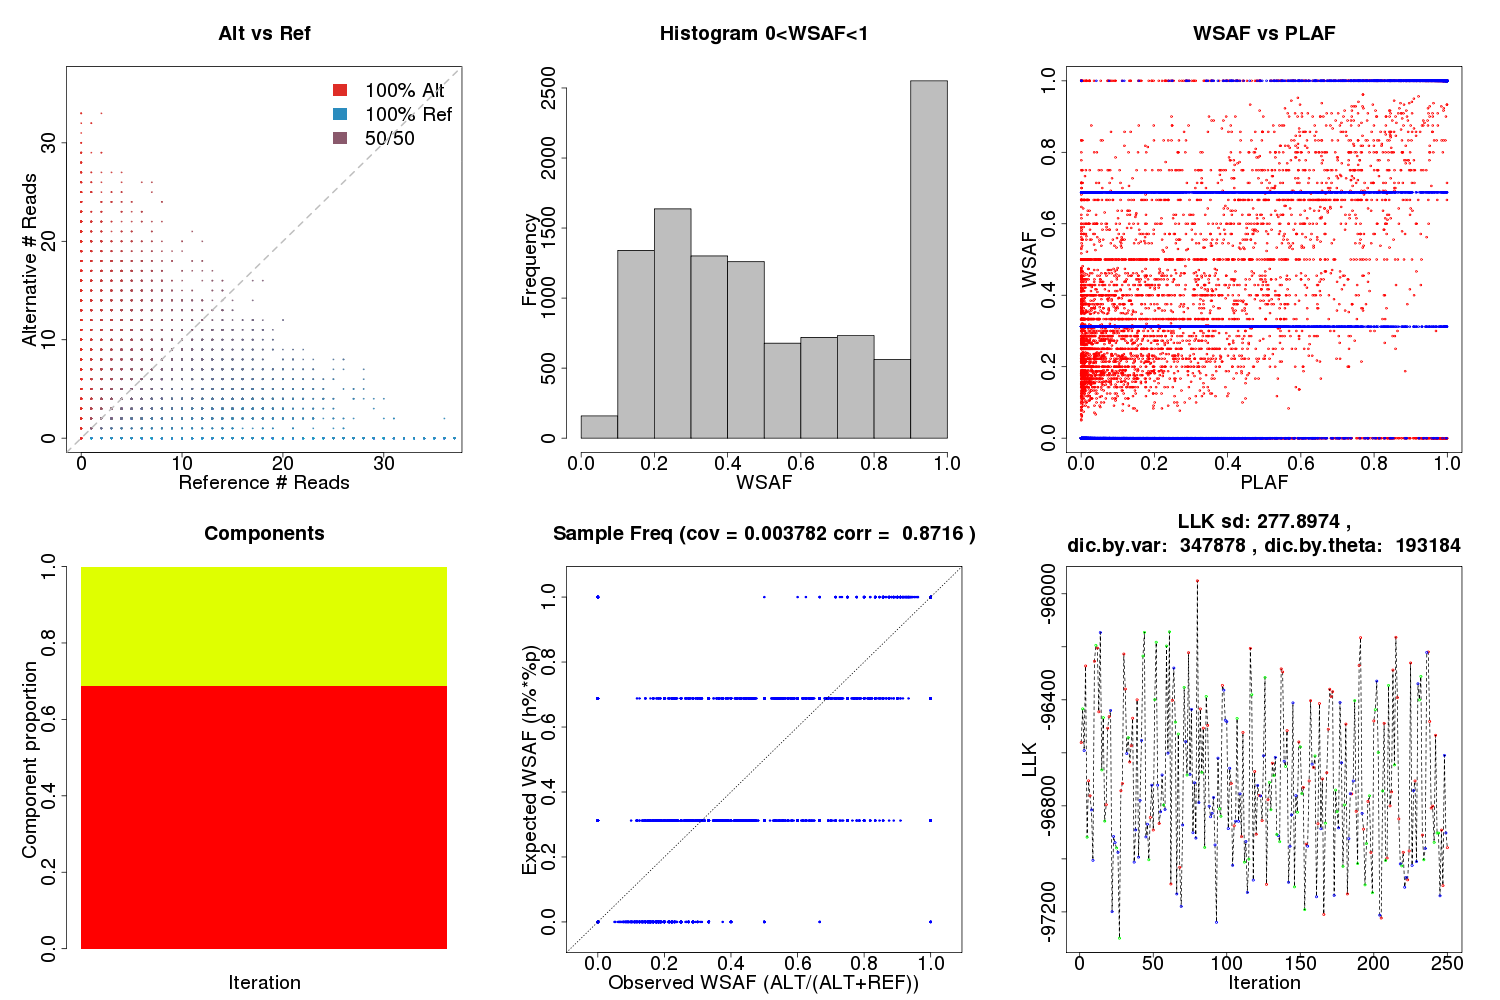 Alt vs Ref
100% Alt
100% Ref
50/50
Alternative # Reads
0 10 20 30
0 10 20 30
Reference # Reads
Histogram 0<WSAF<1
Frequency
0 500 1000 1500 2000 2500
0.0 0.2 0.4 0.6 0.8 1.0
WSAF
WSAF vs PLAF
WSAF
0.0 0.2 0.4 0.6 0.8 1.0
0.0 0.2 0.4 0.6 0.8 1.0
PLAF
Components
Component proportion
0.0 0.2 0.4 0.6 0.8 1.0
Iteration
Sample Freq (cov = 0.003782 corr = 0.8716 )
Expected WSAF (h%*%p)
0.0 0.2 0.4 0.6 0.8 1.0
0.0 0.2 0.4 0.6 0.8 1.0
Observed WSAF (ALT/(ALT+REF))
LLK sd: 277.8974 ,
dic.by.var: 347878 , dic.by.theta: 193184
LLK
-97200 -96800 -96400 -96000
0 50 100 150 200 250
Iteration